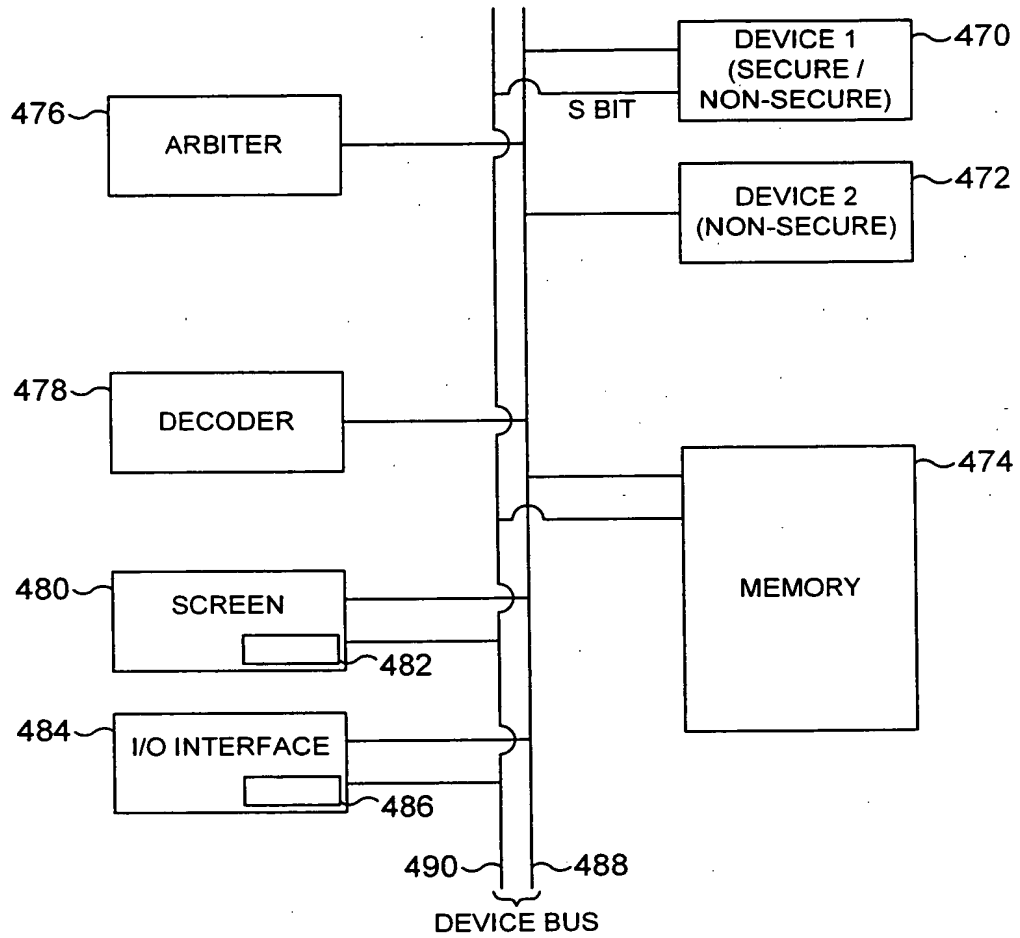 DEVICE 1
(SECURE /
NON-SECURE)
470
S BIT
476
ARBITER
DEVICE 2
(NON-SECURE)
472
478
DECODER
474
MEMORY
480
SCREEN
482
484
I/O INTERFACE
486
490
488
DEVICE BUS